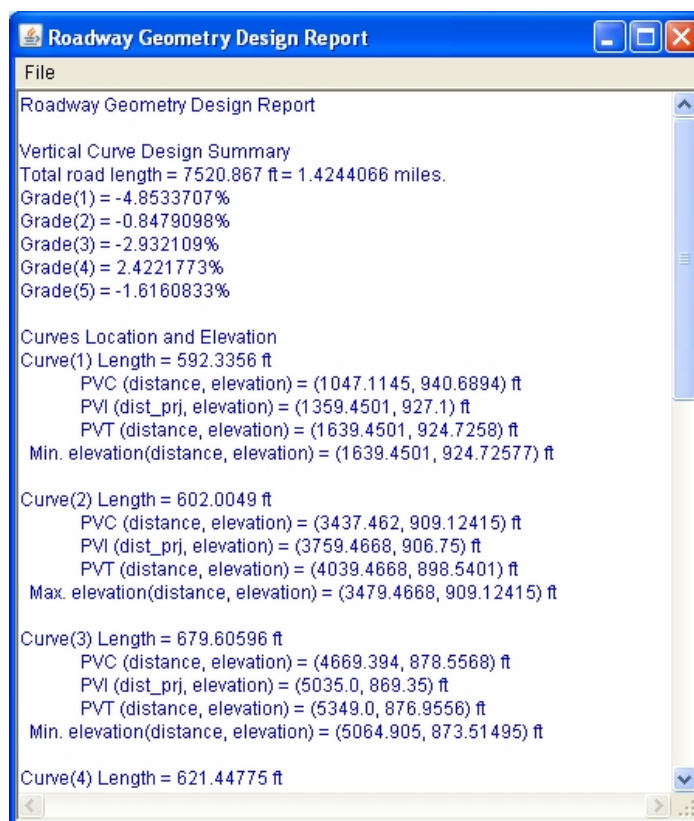 Roadway Geometry Design Report
File
Roadway Geometry Design Report
Vertical Curve Design Summary
Total road length = 7520.867 ft = 1.4244066 miles.
Grade(1) = -4.8533707%
Grade(2) = -0.8479098%
Grade(3) = -2.932109%
Grade(4) = 2.4221773%
Grade(5) = -1.6160833%
Curves Location and Elevation
Curve(1) Length = 592.3356 ft
PVC (distance, elevation) = (1047.1145, 940.6894) ft
PVI (dist_prj, elevation) = (1359.4501, 927.1) ft
PVT (distance, elevation) = (1639.4501, 924.7258) ft
Min. elevation(distance, elevation) = (1639.4501, 924.72577) ft
Curve(2) Length = 602.0049 ft
PVC (distance, elevation) = (3437.462, 909.12415) ft
PVI (dist_prj, elevation) = (3759.4668, 906.75) ft
PVT (distance, elevation) = (4039.4668, 898.5401) ft
Max. elevation(distance, elevation) = (3479.4668, 909.12415) ft
Curve(3) Length = 679.60596 ft
PVC (distance, elevation) = (4669.394, 878.5568) ft
PVI (dist_prj, elevation) = (5035.0, 869.35) ft
PVT (distance, elevation) = (5349.0, 876.9556) ft
Min. elevation(distance, elevation) = (5064.905, 873.51495) ft
Curve(4) Length = 621.44775 ft